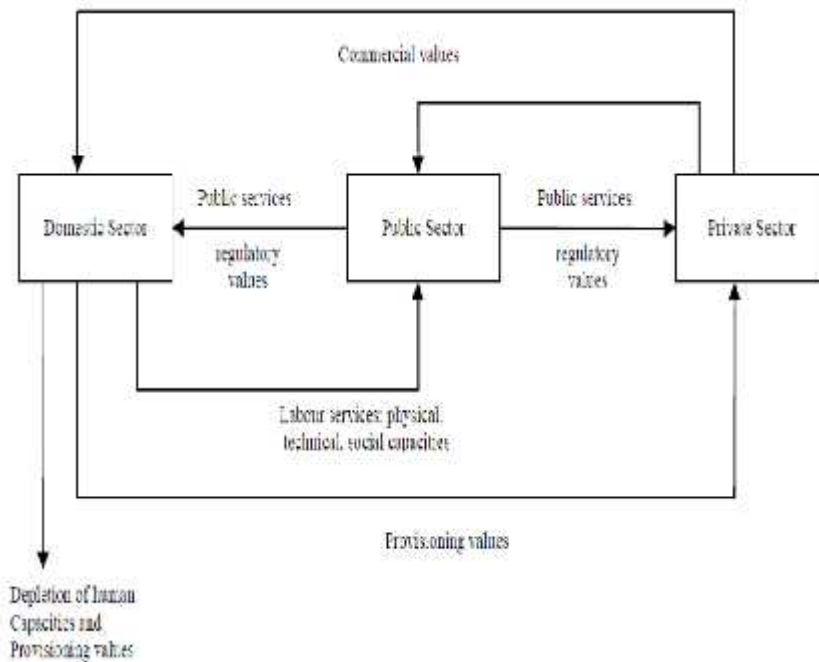 Commercial values
Public services
Public services
Domestic Sector
Public Sector
Private Sector
regulatory
values
regulatory
values
Labour services: physical,
technical, social capacities
Provisioning values
Depletion of human
Capacities and
Provisioning values